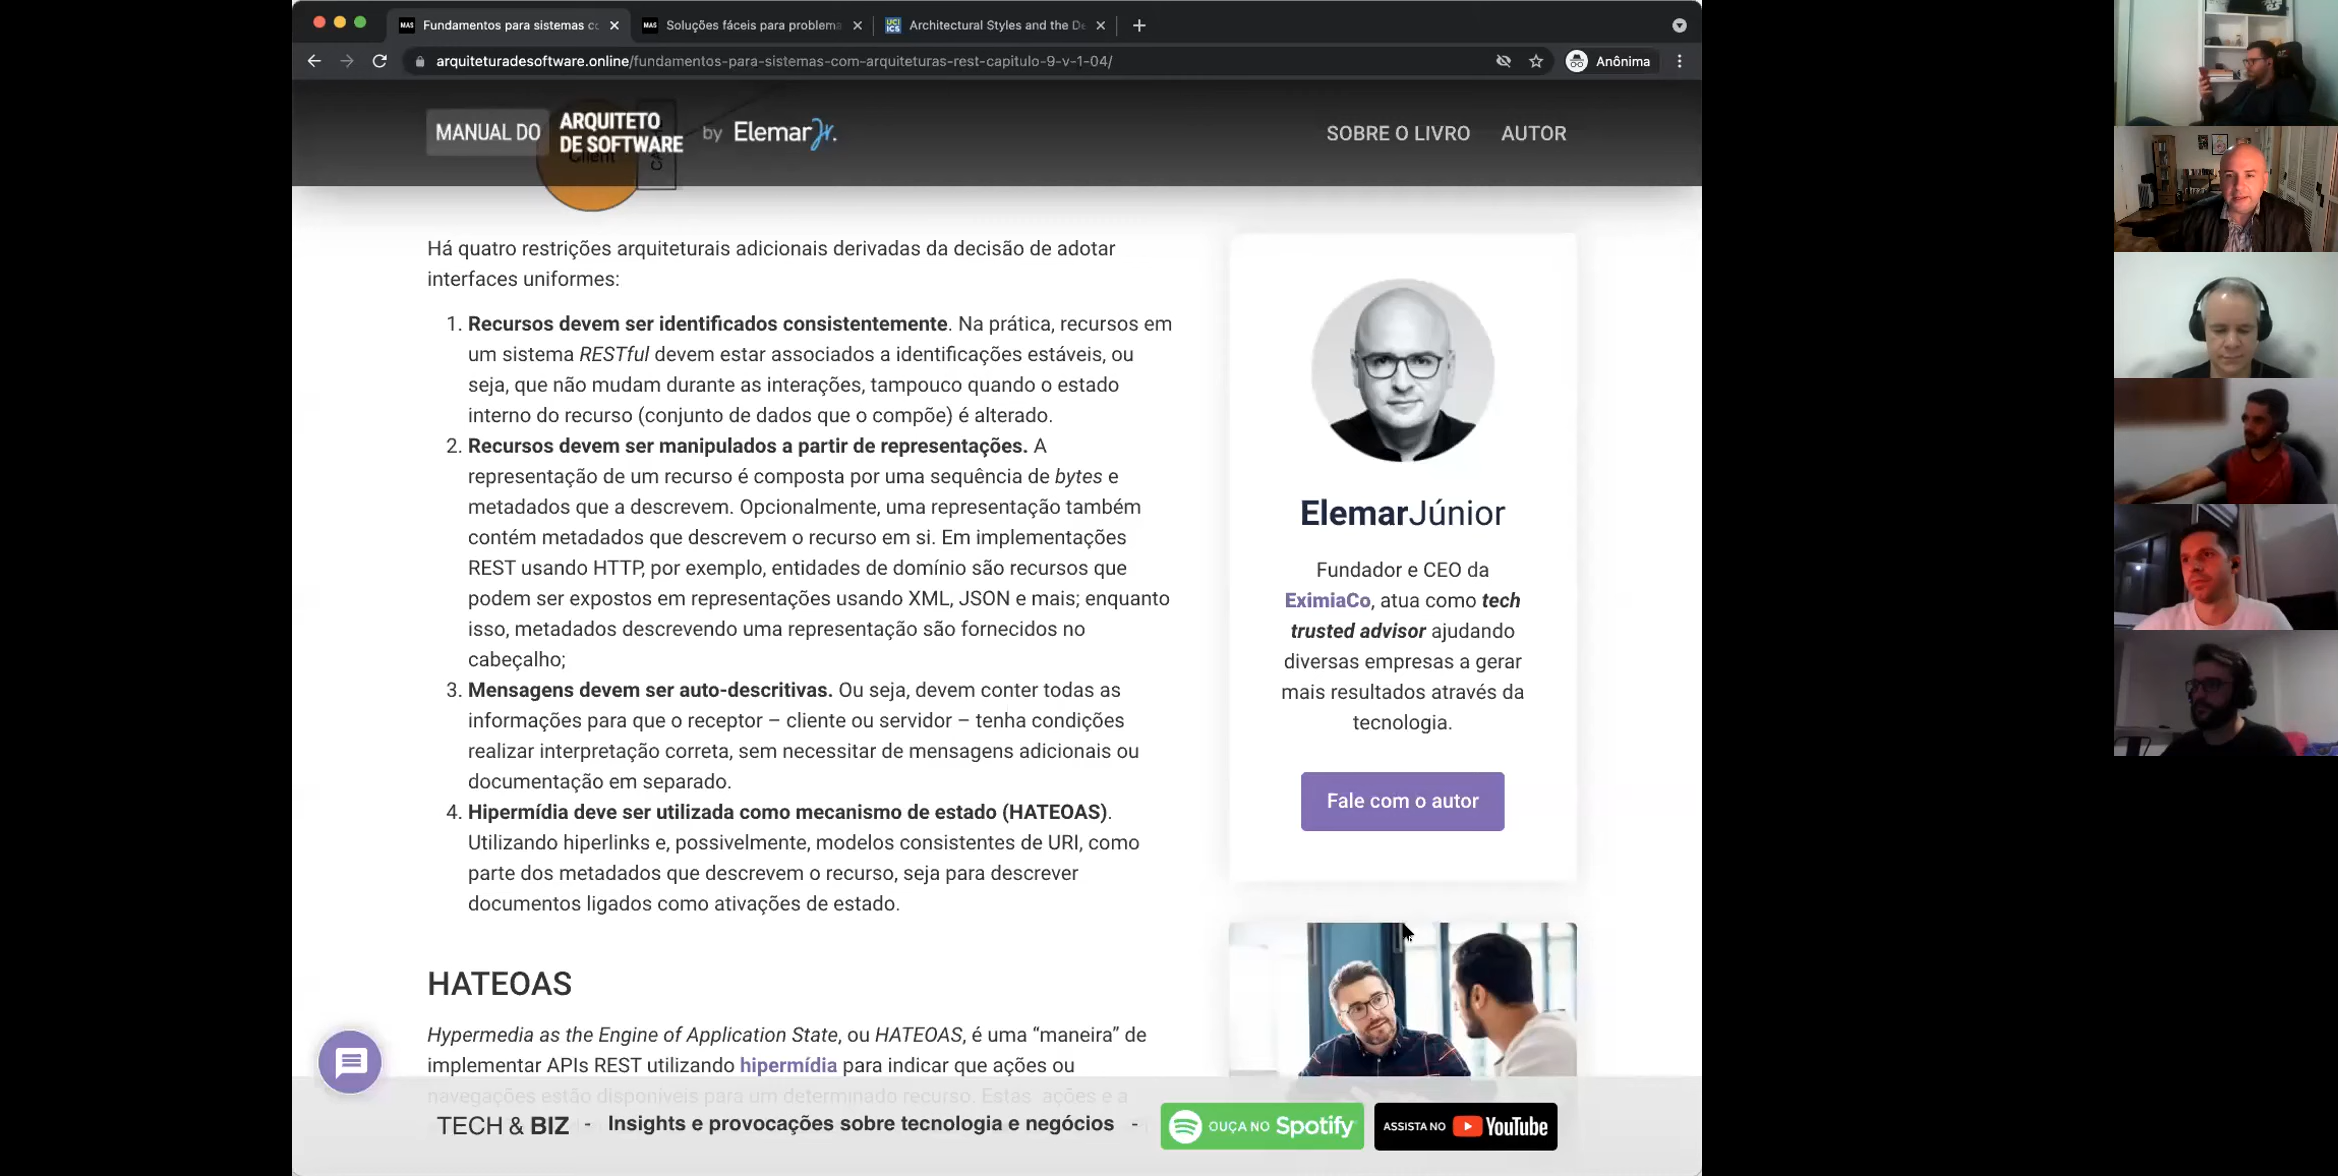 Fundamentos para sistemas co
Soluções fáceis para problema
Architectural Styles and the De
arquiteturadesoftware.online/fundamentos-para-sistemas-com-arquiteturas-rest-capitulo-9-v-1-04/
Anônima
MANUAL DO ARQUITETO DE SOFTWARE by ElemarJr.
SOBRE O LIVRO AUTOR
Client
Há quatro restrições arquiteturais adicionais derivadas da decisão de adotar
interfaces uniformes:
1. Recursos devem ser identificados consistentemente. Na prática, recursos em
um sistema RESTful devem estar associados a identificações estáveis, ou
seja, que não mudam durante as interações, tampouco quando o estado
interno do recurso (conjunto de dados que o compõe) é alterado.
2. Recursos devem ser manipulados a partir de representações. A
representação de um recurso é composta por uma sequência de bytes e
metadados que a descrevem. Opcionalmente, uma representação também
contém metadados que descrevem o recurso em si. Em implementações
REST usando HTTP, por exemplo, entidades de domínio são recursos que
podem ser expostos em representações usando XML, JSON e mais; enquanto
isso, metadados descrevendo uma representação são fornecidos no
cabeçalho;
3. Mensagens devem ser auto-descritivas. Ou seja, devem conter todas as
informações para que o receptor – cliente ou servidor – tenha condições
realizar interpretação correta, sem necessitar de mensagens adicionais ou
documentação em separado.
4. Hipermídia deve ser utilizada como mecanismo de estado (HATEOAS).
Utilizando hiperlinks e, possivelmente, modelos consistentes de URI, como
parte dos metadados que descrevem o recurso, seja para descrever
documentos ligados como ativações de estado.
HATEOAS
Hypermedia as the Engine of Application State, ou HATEOAS, é uma “maneira” de
implementar APIs REST utilizando hipermídia para indicar que ações ou
navegações estão disponíveis para um determinado recurso. Estas ações e a
ElemarJúnior
Fundador e CEO da
EximiaCo, atua como tech
trusted advisor ajudando
diversas empresas a gerar
mais resultados através da
tecnologia.
Fale com o autor
TECH & BIZ - Insights e provocações sobre tecnologia e negócios -
OUÇA NO Spotify
ASSISTA NO YouTube